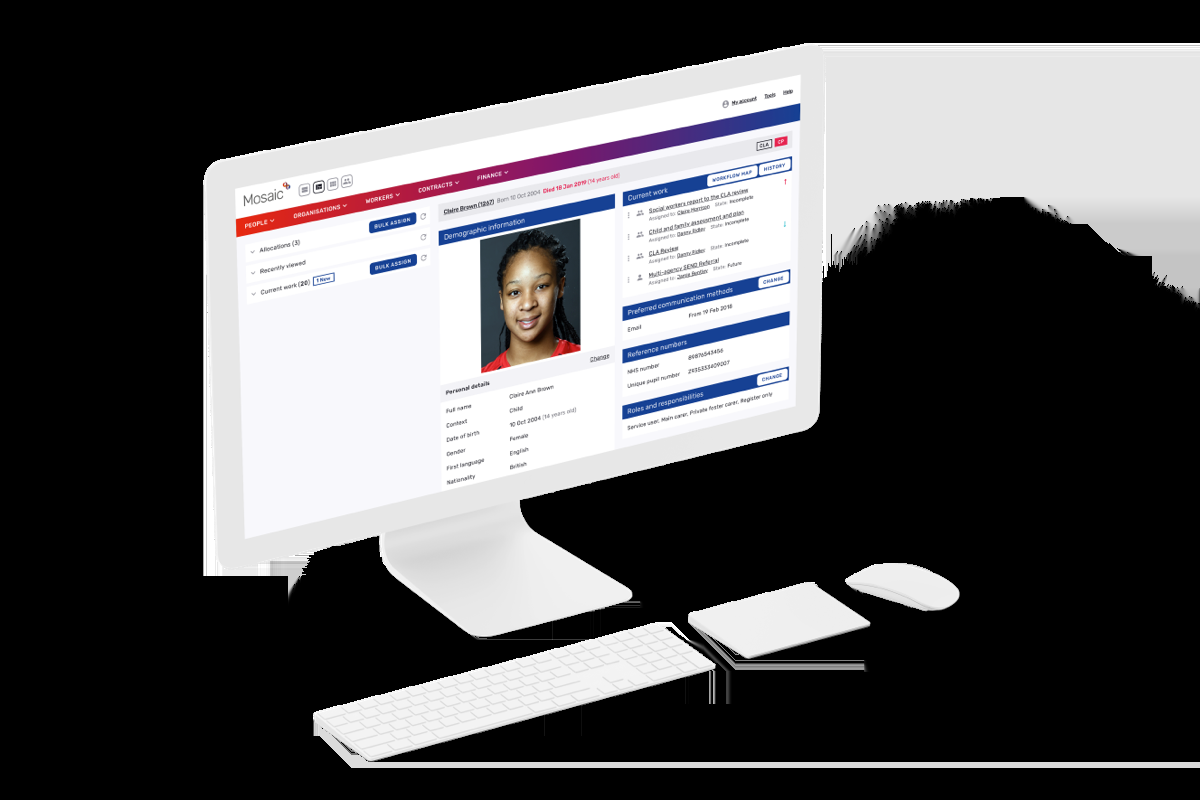 My account Tools Help
Mosaic
PEOPLE ORGANISATIONS WORKERS CONTRACTS FINANCE
CLA CP
Allocations (3) BULK ASSIGN
Recently viewed
Current work (20) 1 New BULK ASSIGN
Claire Brown (1267) Born 10 Oct 2004 Died 18 Jan 2019 (14 years old)
Demographic information
Change
Personal details
Full name Claire Ann Brown
Context Child
Date of birth 10 Oct 2004 (14 years old)
Gender Female
First language English
Nationality British
Current work WORKFLOW MAP HISTORY
Social workers report to the CLA review
Assigned to: Claire Morrison State: Incomplete
Child and family assessment and plan
Assigned to: Danny Ridley State: Incomplete
CLA Review
Assigned to: Danny Ridley State: Incomplete
Multi-agency SEND Referral
Assigned to: Jamie Bentley State: Future
Preferred communication methods CHANGE
Email From 19 Feb 2018
Reference numbers
NHS number 89876543456
Unique pupil number
Roles and responsibilities CHANGE
Service user, Main carer, Private foster carer, Register only